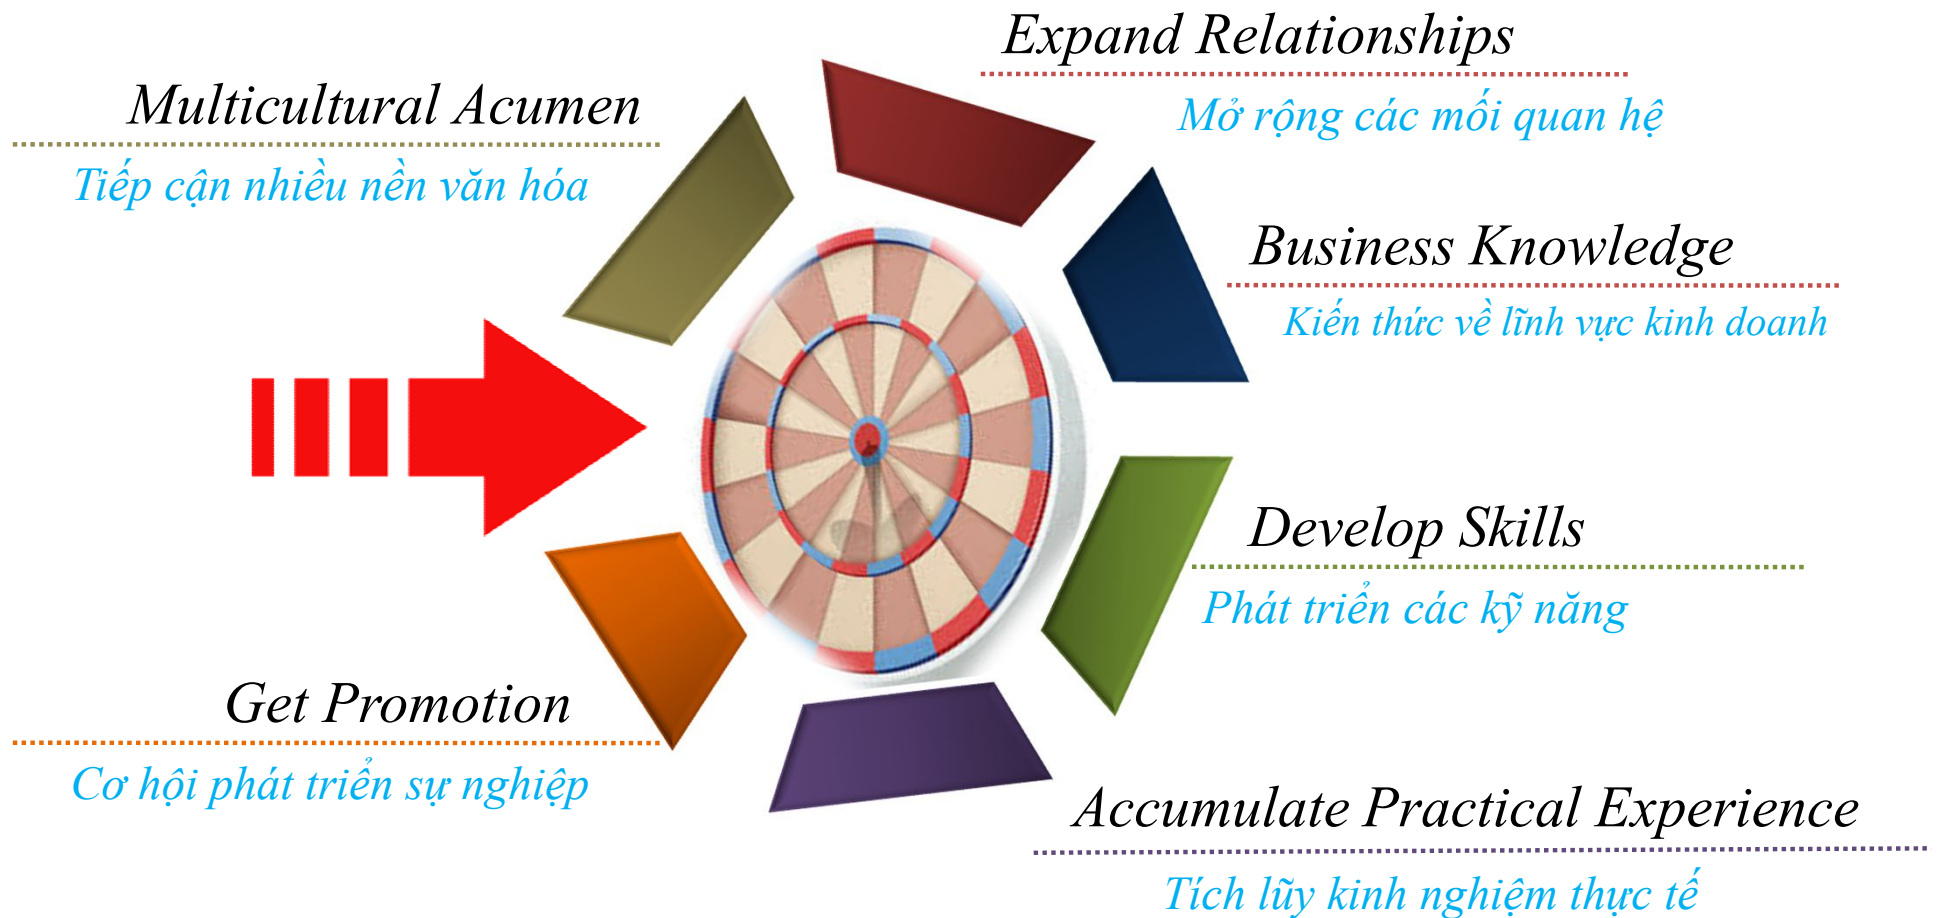 Expand Relationships
Mở rộng các mối quan hệ
Multicultural Acumen
Tiếp cận nhiều nền văn hóa
Business Knowledge
Kiến thức về lĩnh vực kinh doanh
Develop Skills
Phát triển các kỹ năng
Get Promotion
Cơ hội phát triển sự nghiệp
Accumulate Practical Experience
Tích lũy kinh nghiệm thực tế